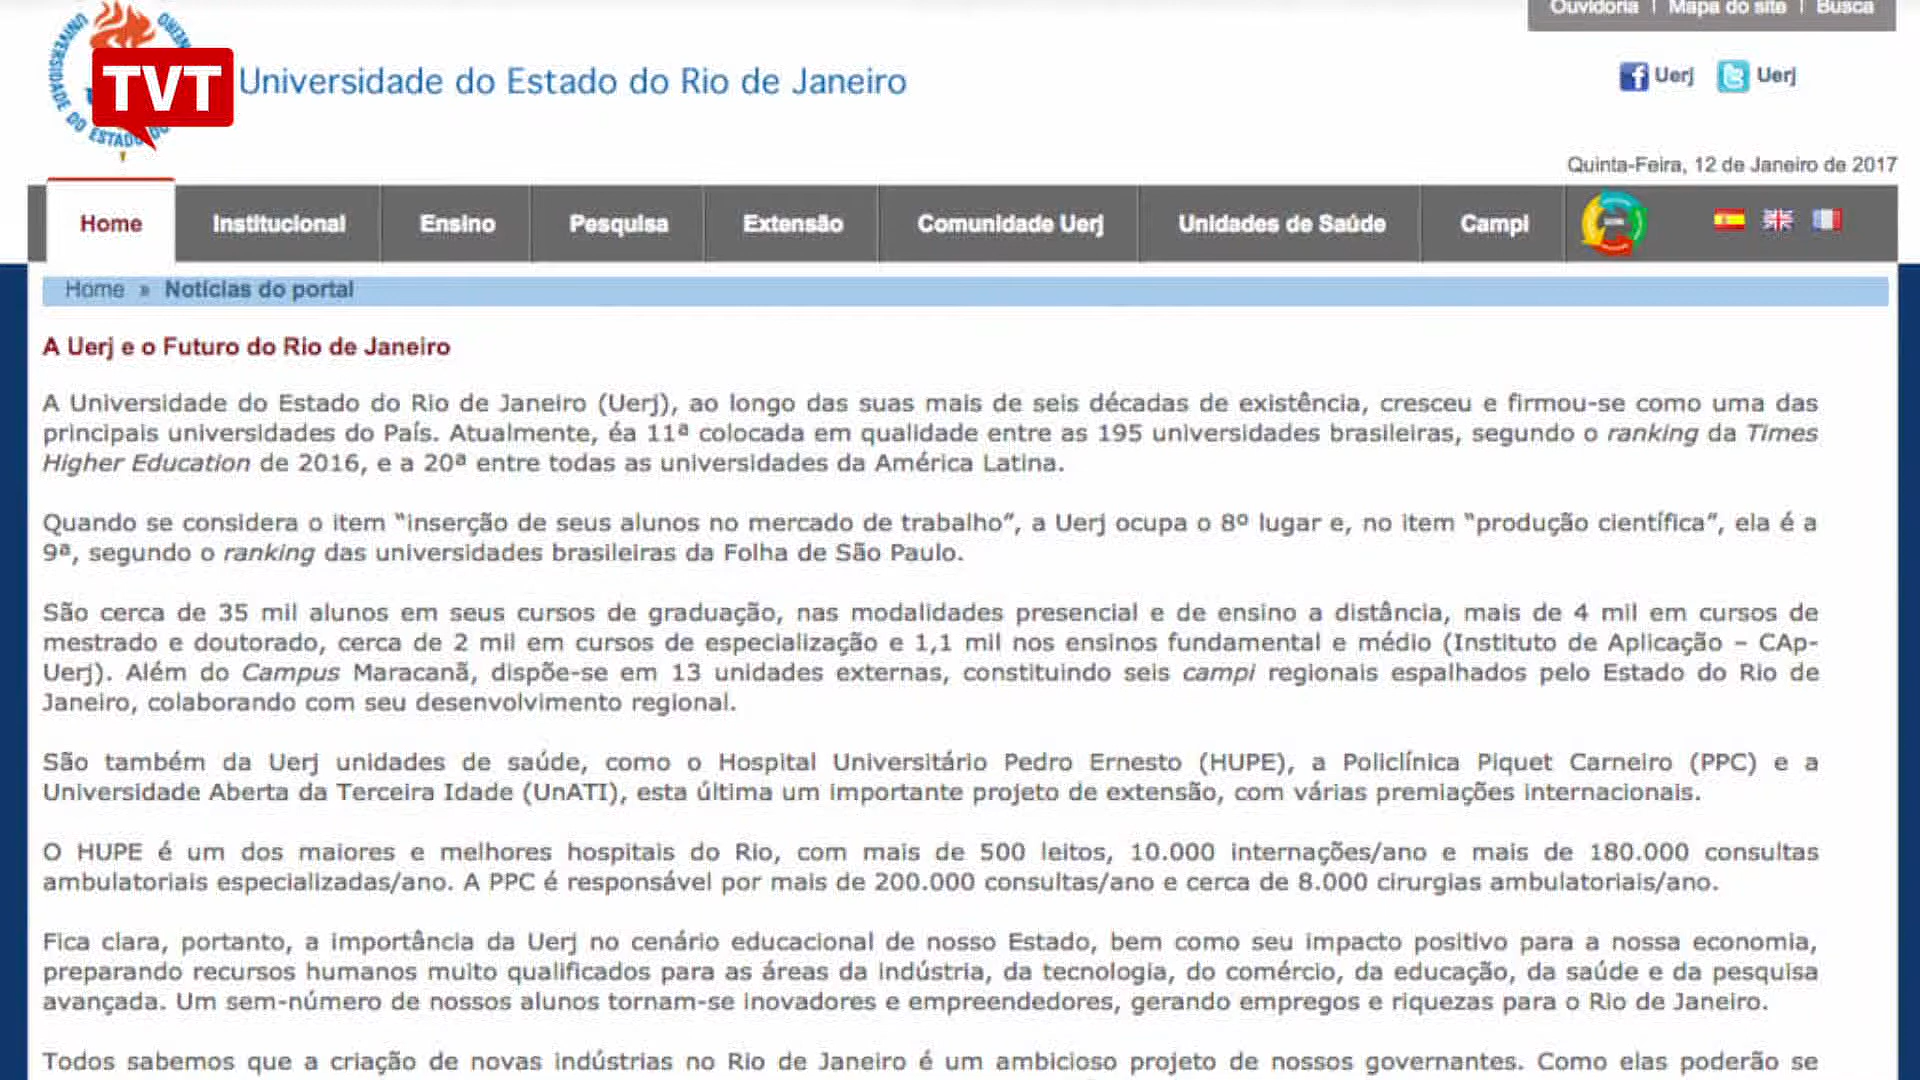 Ouvidoria | Mapa do site | Busca
UNIVERSIDADE DO ESTADO DO
TVT
Universidade do Estado do Rio de Janeiro
Uerj Uerj
Quinta-Feira, 12 de Janeiro de 2017
Home Institucional Ensino Pesquisa Extensão Comunidade Uerj Unidades de Saúde Campi
Home » Notícias do portal
A Uerj e o Futuro do Rio de Janeiro
A Universidade do Estado do Rio de Janeiro (Uerj), ao longo das suas mais de seis décadas de existência, cresceu e firmou-se como uma das
principais universidades do País. Atualmente, éa 11ª colocada em qualidade entre as 195 universidades brasileiras, segundo o ranking da Times
Higher Education de 2016, e a 20ª entre todas as universidades da América Latina.
Quando se considera o item “inserção de seus alunos no mercado de trabalho”, a Uerj ocupa o 8º lugar e, no item “produção científica”, ela é a
9ª, segundo o ranking das universidades brasileiras da Folha de São Paulo.
São cerca de 35 mil alunos em seus cursos de graduação, nas modalidades presencial e de ensino a distância, mais de 4 mil em cursos de
mestrado e doutorado, cerca de 2 mil em cursos de especialização e 1,1 mil nos ensinos fundamental e médio (Instituto de Aplicação – CAp-
Uerj). Além do Campus Maracanã, dispõe-se em 13 unidades externas, constituindo seis campi regionais espalhados pelo Estado do Rio de
Janeiro, colaborando com seu desenvolvimento regional.
São também da Uerj unidades de saúde, como o Hospital Universitário Pedro Ernesto (HUPE), a Policlínica Piquet Carneiro (PPC) e a
Universidade Aberta da Terceira Idade (UnATI), esta última um importante projeto de extensão, com várias premiações internacionais.
O HUPE é um dos maiores e melhores hospitais do Rio, com mais de 500 leitos, 10.000 internações/ano e mais de 180.000 consultas
ambulatoriais especializadas/ano. A PPC é responsável por mais de 200.000 consultas/ano e cerca de 8.000 cirurgias ambulatoriais/ano.
Fica clara, portanto, a importância da Uerj no cenário educacional de nosso Estado, bem como seu impacto positivo para a nossa economia,
preparando recursos humanos muito qualificados para as áreas da indústria, da tecnologia, do comércio, da educação, da saúde e da pesquisa
avançada. Um sem-número de nossos alunos tornam-se inovadores e empreendedores, gerando empregos e riquezas para o Rio de Janeiro.
Todos sabemos que a criação de novas indústrias no Rio de Janeiro é um ambicioso projeto de nossos governantes. Como elas poderão se